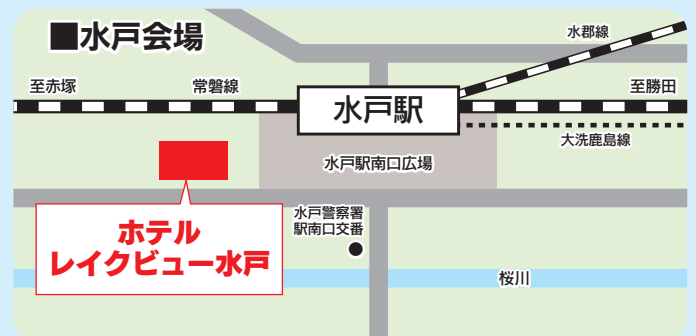 ■水戸会場
水郡線
至赤塚
常磐線
至勝田
水戸駅
大洗鹿島線
水戸駅南口広場
水戸警察署
駅南口交番
ホテル
レイクビュー水戸
桜川